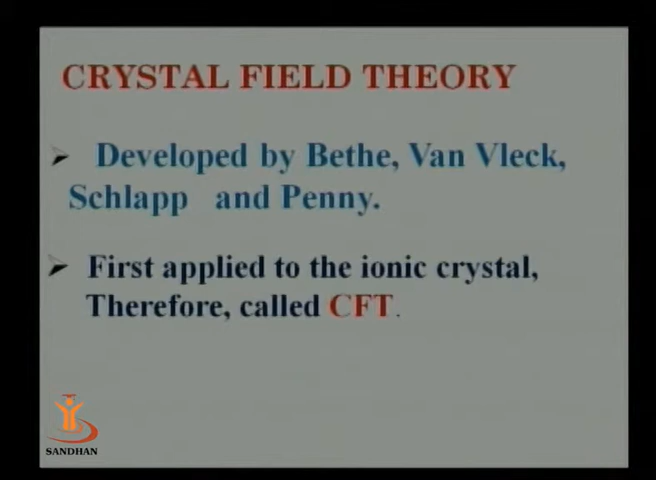 CRYSTAL FIELD THEORY
➢ Developed by Bethe, Van Vleck,
Schlapp and Penny.
➢ First applied to the ionic crystal,
Therefore, called CFT.
SANDHAN